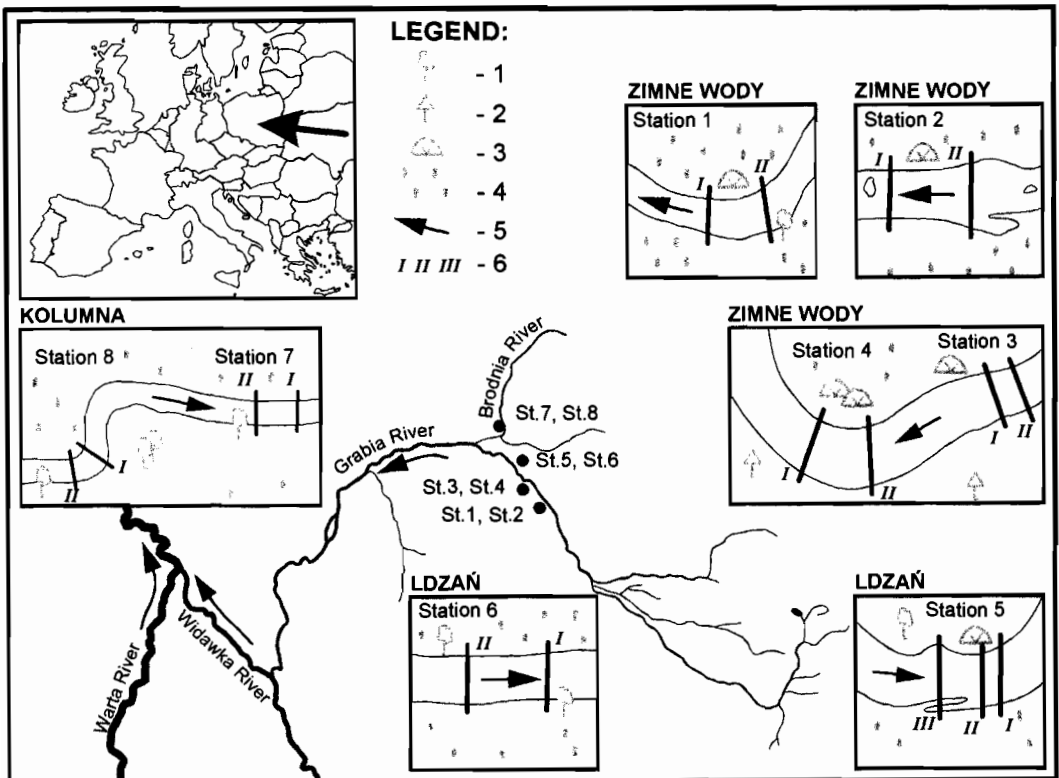 LEGEND:
- 1
- 2
- 3
- 4
- 5
I II III - 6
ZIMNE WODY
Station 1
I
II
ZIMNE WODY
Station 2
I
II
KOLUMNA
Station 8
Station 7
II
I
I
II
ZIMNE WODY
Station 4
Station 3
I
II
I
II
Brodnia River
St.7, St.8
Grabia River
St.5, St.6
St.3, St.4
St.1, St.2
Warta River
Widawka River
LDZAŃ
Station 6
II
I
LDZAŃ
Station 5
III
II
I